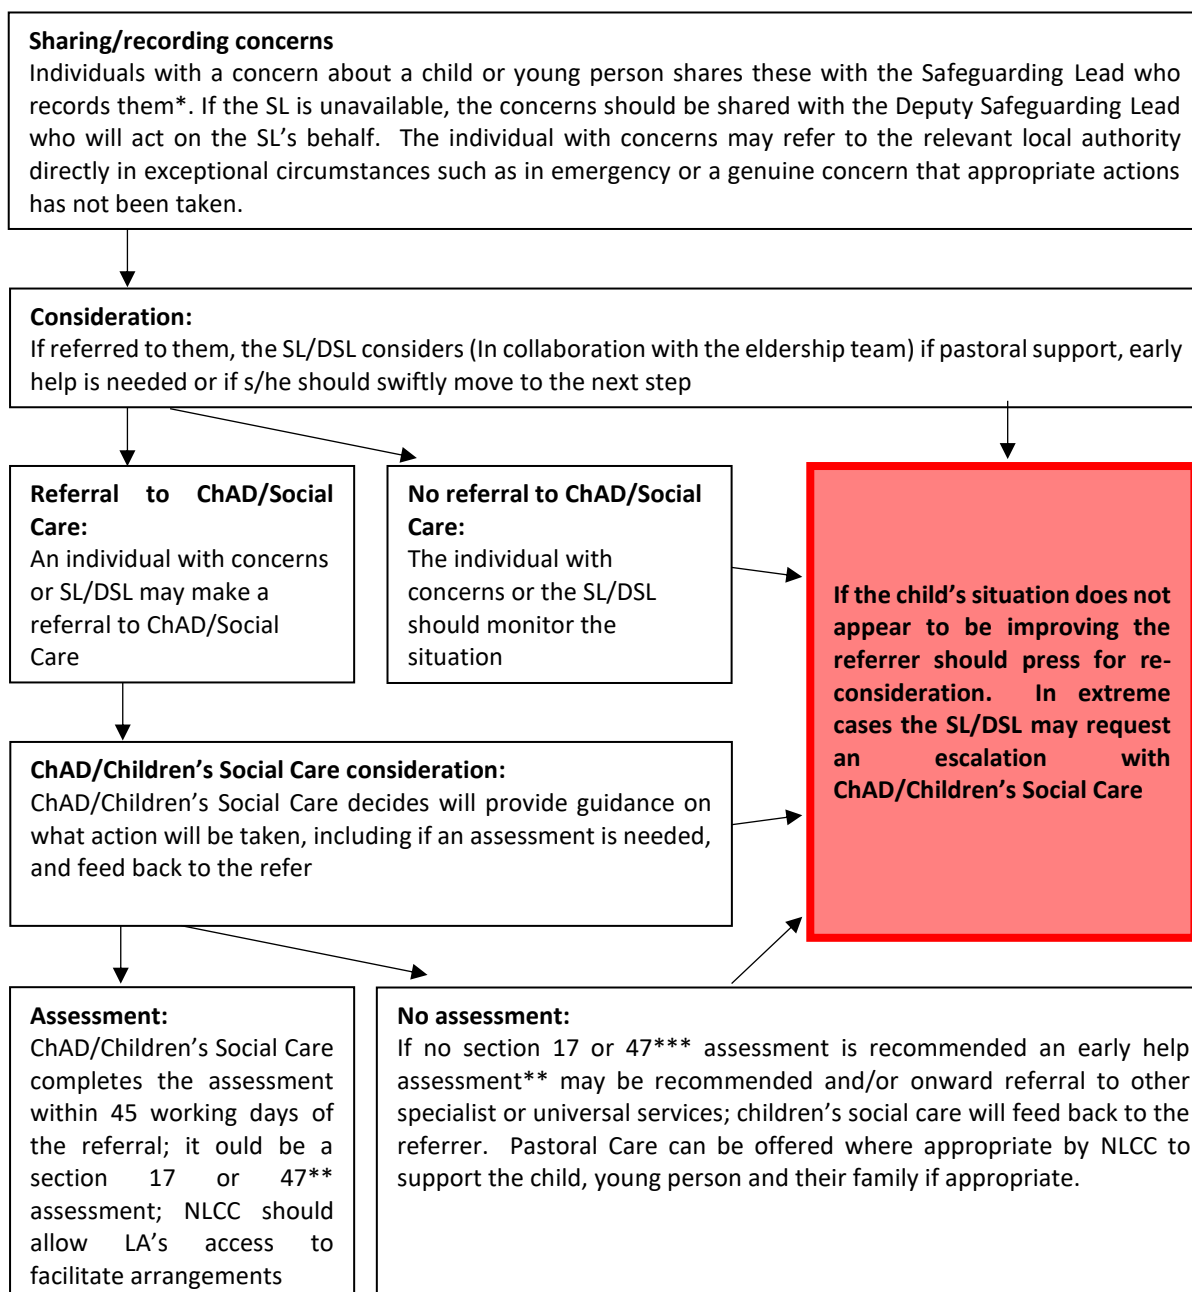 Sharing/recording concerns
Individuals with a concern about a child or young person shares these with the Safeguarding Lead who
records them*. If the SL is unavailable, the concerns should be shared with the Deputy Safeguarding Lead
who will act on the SL’s behalf. The individual with concerns may refer to the relevant local authority
directly in exceptional circumstances such as in emergency or a genuine concern that appropriate actions
has not been taken.
Consideration:
If referred to them, the SL/DSL considers (In collaboration with the eldership team) if pastoral support, early
help is needed or if s/he should swiftly move to the next step
Referral to ChAD/Social
Care:
An individual with concerns
or SL/DSL may make a
referral to ChAD/Social
Care
No referral to ChAD/Social
Care:
The individual with
concerns or the SL/DSL
should monitor the
situation
If the child’s situation does not
appear to be improving the
referrer should press for re-
consideration. In extreme
cases the SL/DSL may request
an escalation with
ChAD/Children’s Social Care
ChAD/Children’s Social Care consideration:
ChAD/Children’s Social Care decides will provide guidance on
what action will be taken, including if an assessment is needed,
and feed back to the refer
Assessment:
ChAD/Children’s Social Care
completes the assessment
within 45 working days of
the referral; it ould be a
section 17 or 47**
assessment; NLCC should
allow LA’s access to
facilitate arrangements
No assessment:
If no section 17 or 47*** assessment is recommended an early help
assessment** may be recommended and/or onward referral to other
specialist or universal services; children’s social care will feed back to the
referrer. Pastoral Care can be offered where appropriate by NLCC to
support the child, young person and their family if appropriate.